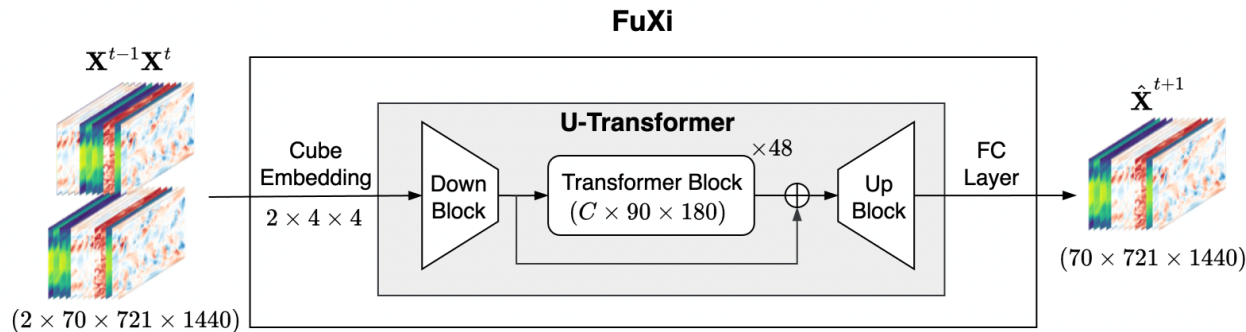 FuXi
X^{t-1}X^{t}
(2 × 70 × 721 × 1440)
Cube
Embedding
2 × 4 × 4
U-Transformer
Down
Block
Transformer Block
(C × 90 × 180)
×48
Up
Block
FC
Layer
X̂^{t+1}
(70 × 721 × 1440)